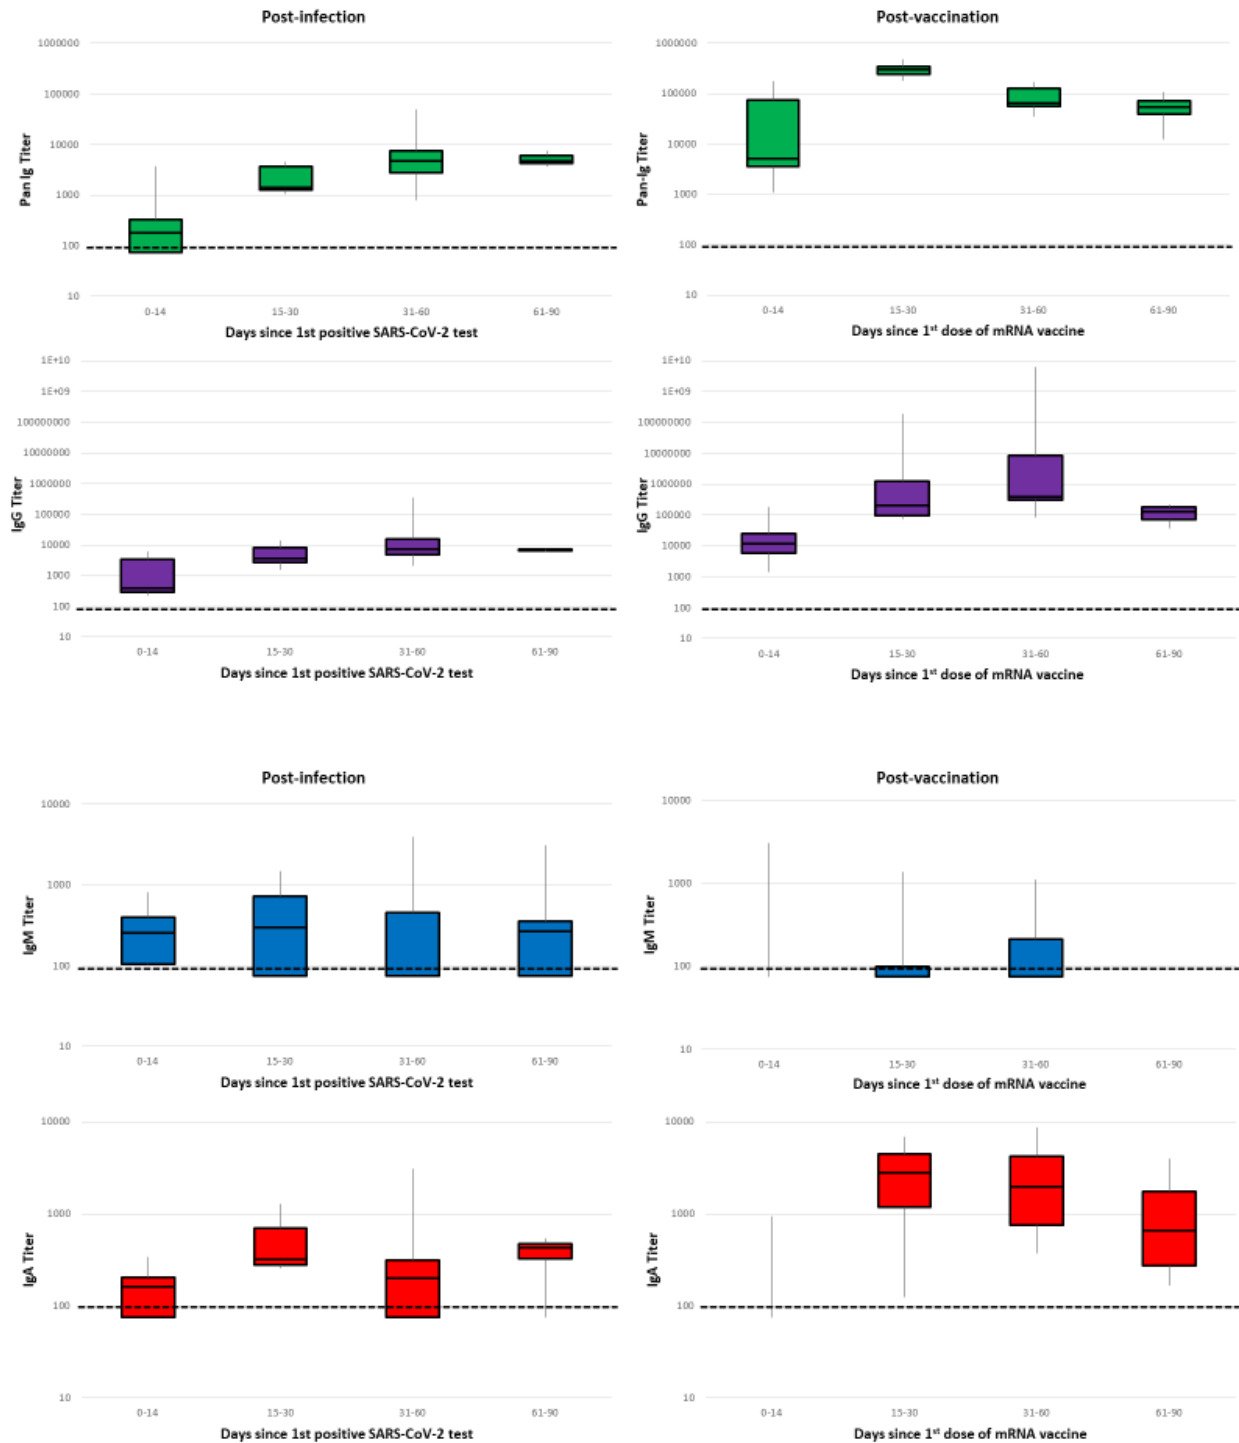 Post-infection
1000000
100000
10000
1000
100
10
Pan Ig Titer
0-14 15-30 31-60 61-90
Days since 1st positive SARS-CoV-2 test
Post-vaccination
1000000
100000
10000
1000
100
10
Pan-Ig Titer
0-14 15-30 31-60 61-90
Days since 1st dose of mRNA vaccine
1E+10
1E+09
100000000
10000000
1000000
100000
10000
1000
100
10
IgG Titer
0-14 15-30 31-60 61-90
Days since 1st positive SARS-CoV-2 test
1E+10
1E+09
100000000
10000000
1000000
100000
10000
1000
100
10
IgG Titer
0-14 15-30 31-60 61-90
Days since 1st dose of mRNA vaccine
Post-infection
10000
1000
100
10
IgM Titer
0-14 15-30 31-60 61-90
Days since 1st positive SARS-CoV-2 test
Post-vaccination
10000
1000
100
10
IgM Titer
0-14 15-30 31-60 61-90
Days since 1st dose of mRNA vaccine
10000
1000
100
10
IgA Titer
0-14 15-30 31-60 61-90
Days since 1st positive SARS-CoV-2 test
10000
1000
100
10
IgA Titer
0-14 15-30 31-60 61-90
Days since 1st dose of mRNA vaccine